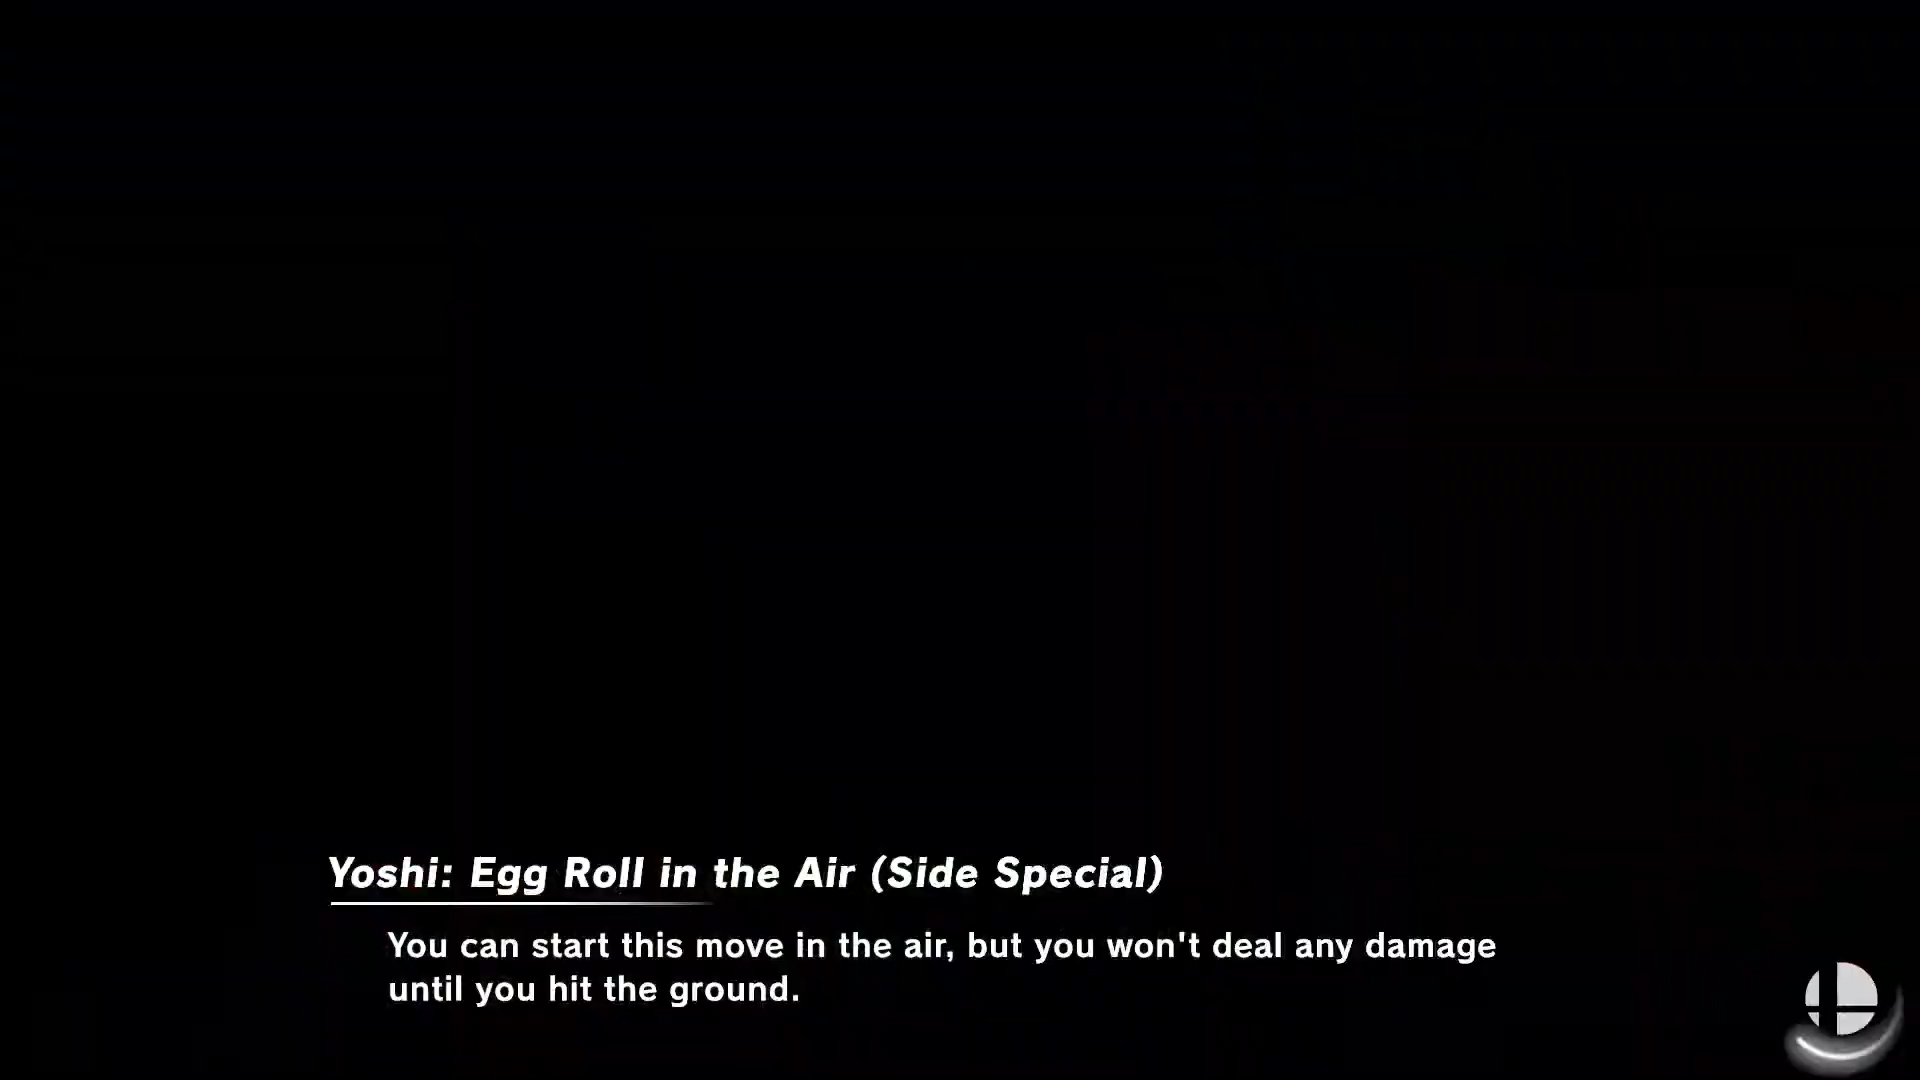 Yoshi: Egg Roll in the Air (Side Special)
You can start this move in the air, but you won't deal any damage
until you hit the ground.